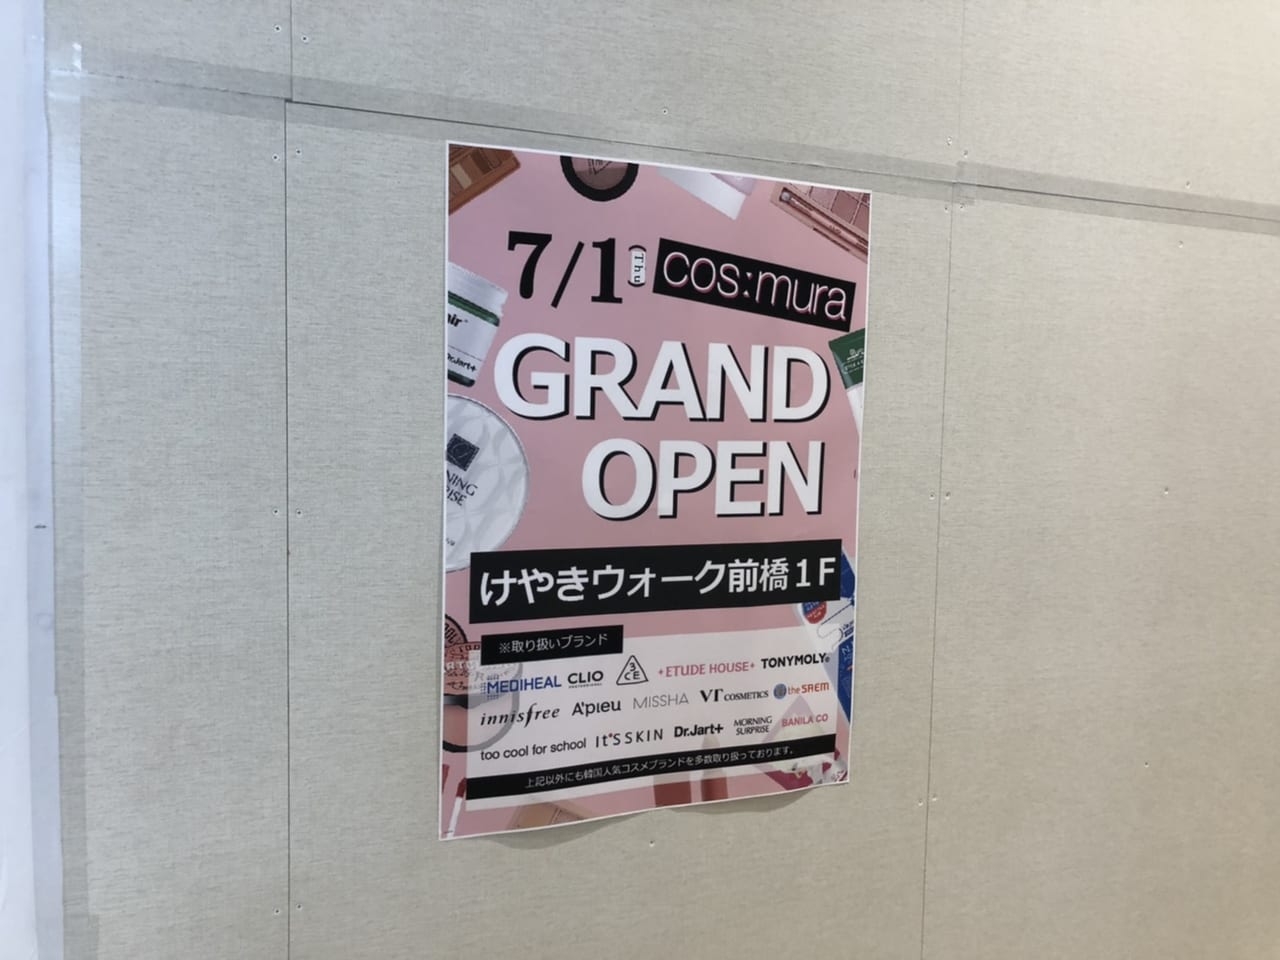 7/1(Thu) cos:mura
GRAND
OPEN
けやきウォーク前橋1F
※取り扱いブランド
MEDIHEAL CLIO PROFESSIONAL 3CE ETUDE HOUSE TONYMOLY
innisfree A'PIEU MISSHA VT COSMETICS the SAEM
too cool for school It'S SKIN Dr.Jart+ MORNING SURPRISE BANILA CO
上記以外にも韓国人気コスメブランドを多数取り扱っております。
Dr.Jart+